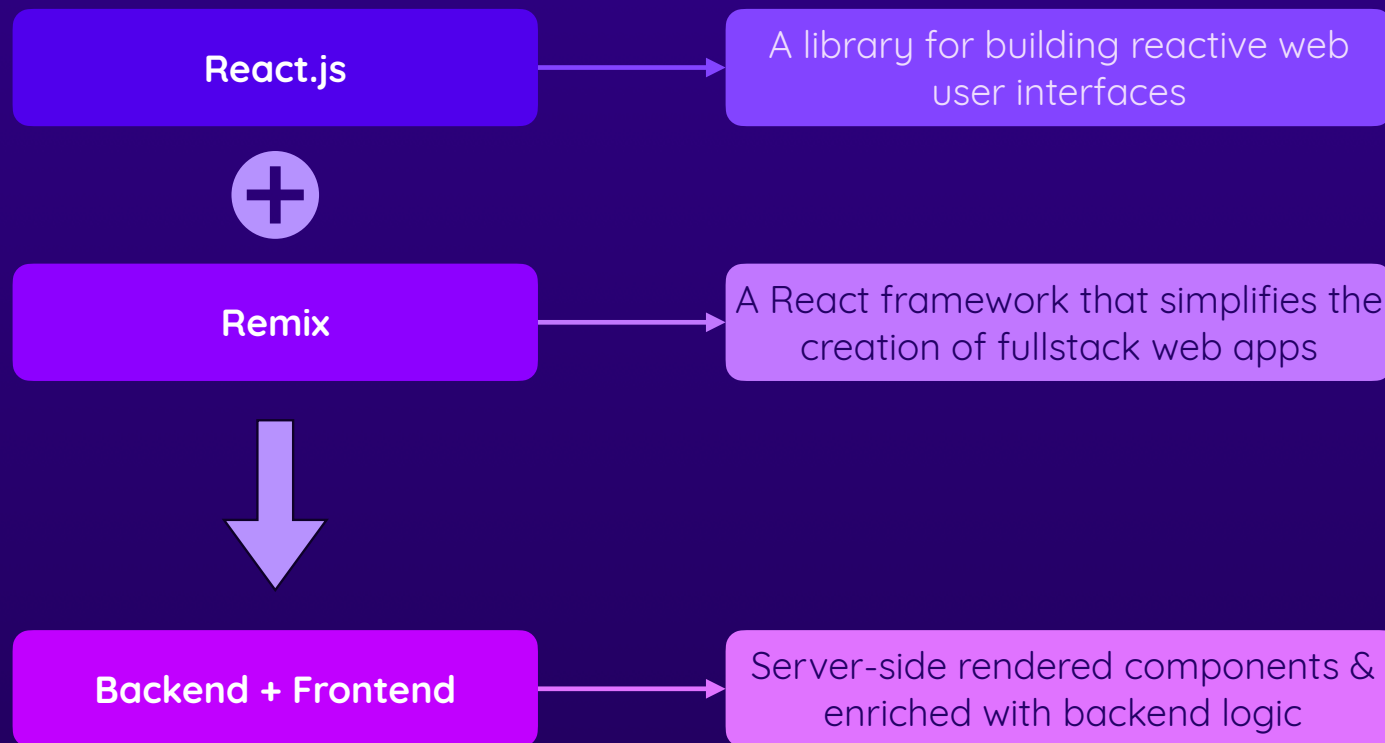 React.js
A library for building reactive web
user interfaces
Remix
A React framework that simplifies the
creation of fullstack web apps
Backend + Frontend
Server-side rendered components &
enriched with backend logic